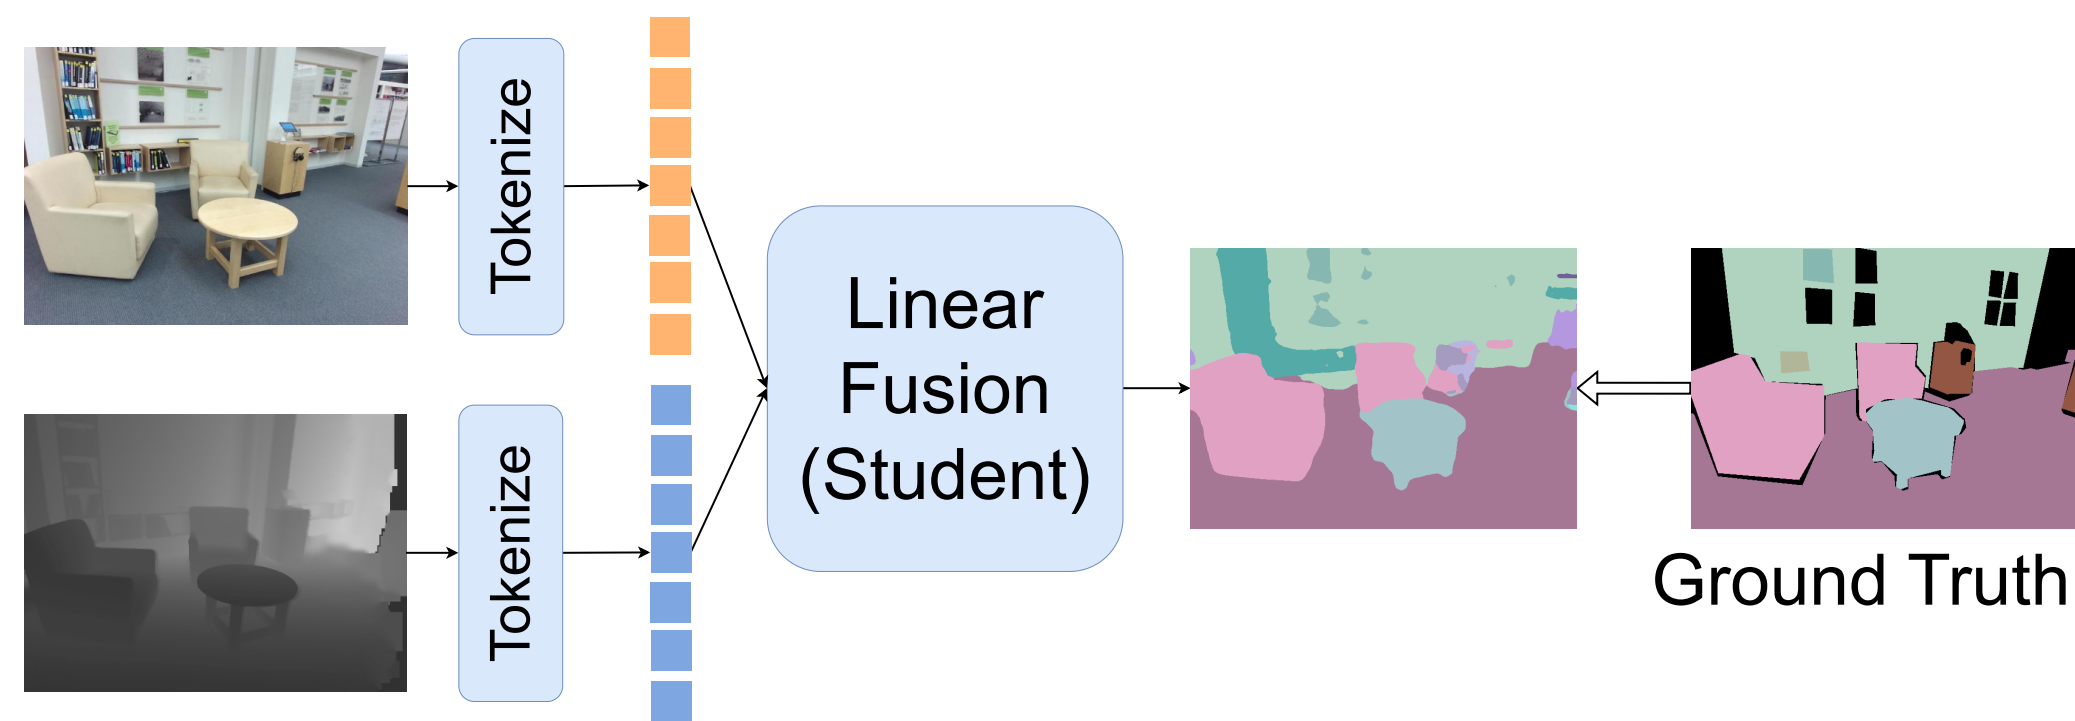 Tokenize
Tokenize
Linear
Fusion
(Student)
Ground Truth